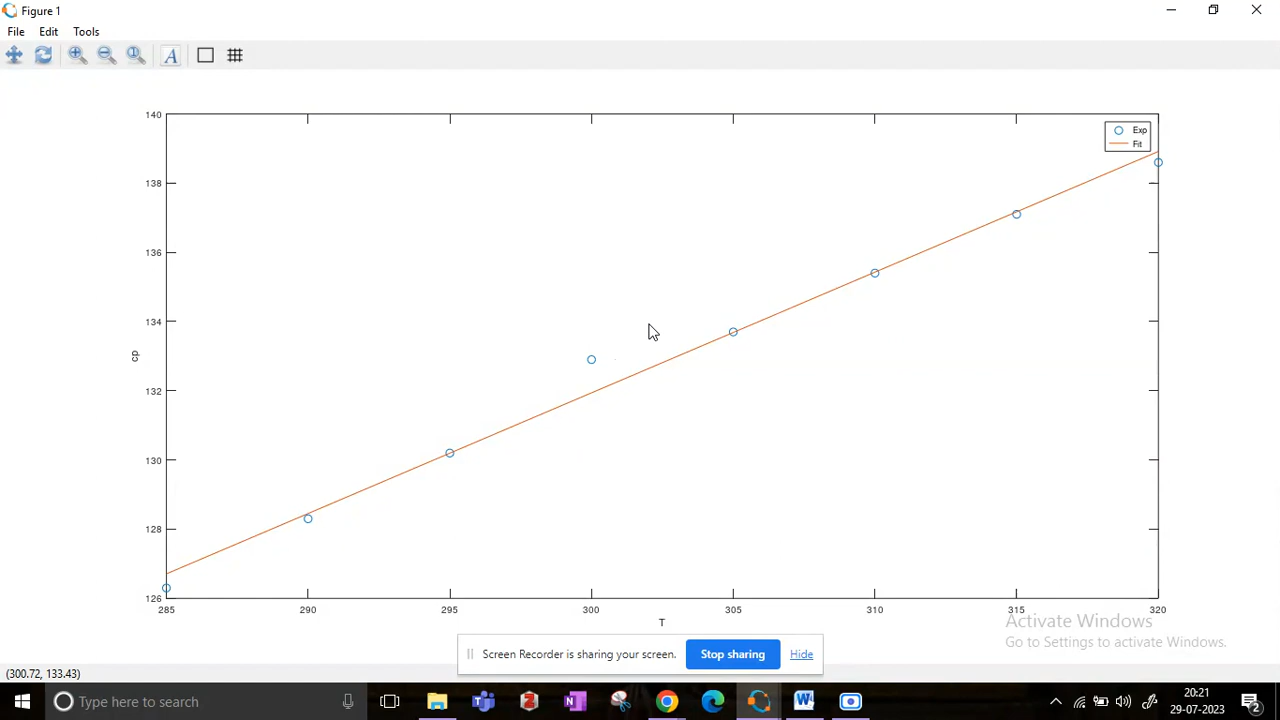 Figure 1
File Edit Tools
A
140
138
136
134
132
130
128
126
cp
Exp
Fit
285 290 295 300 305 310 315 320
T
Activate Windows
Go to Settings to activate Windows.
Screen Recorder is sharing your screen. Stop sharing Hide
(300.72, 133.43)
Type here to search
20:21
29-07-2023
2